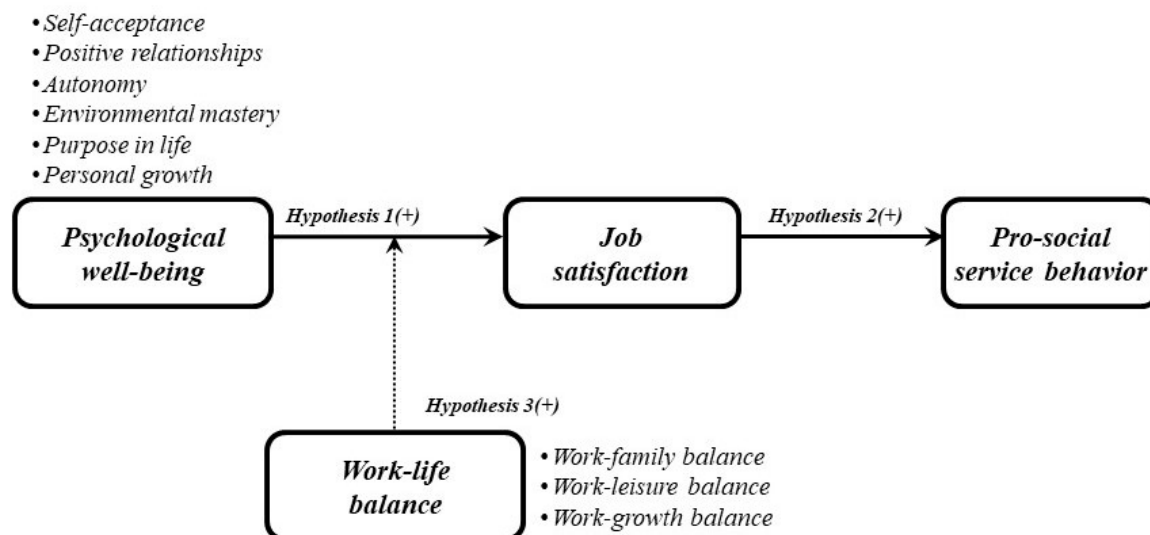 •Self-acceptance
•Positive relationships
•Autonomy
•Environmental mastery
•Purpose in life
•Personal growth
Psychological
well-being
Hypothesis 1(+)
Job
satisfaction
Hypothesis 2(+)
Pro-social
service behavior
Hypothesis 3(+)
Work-life
balance
•Work-family balance
•Work-leisure balance
•Work-growth balance